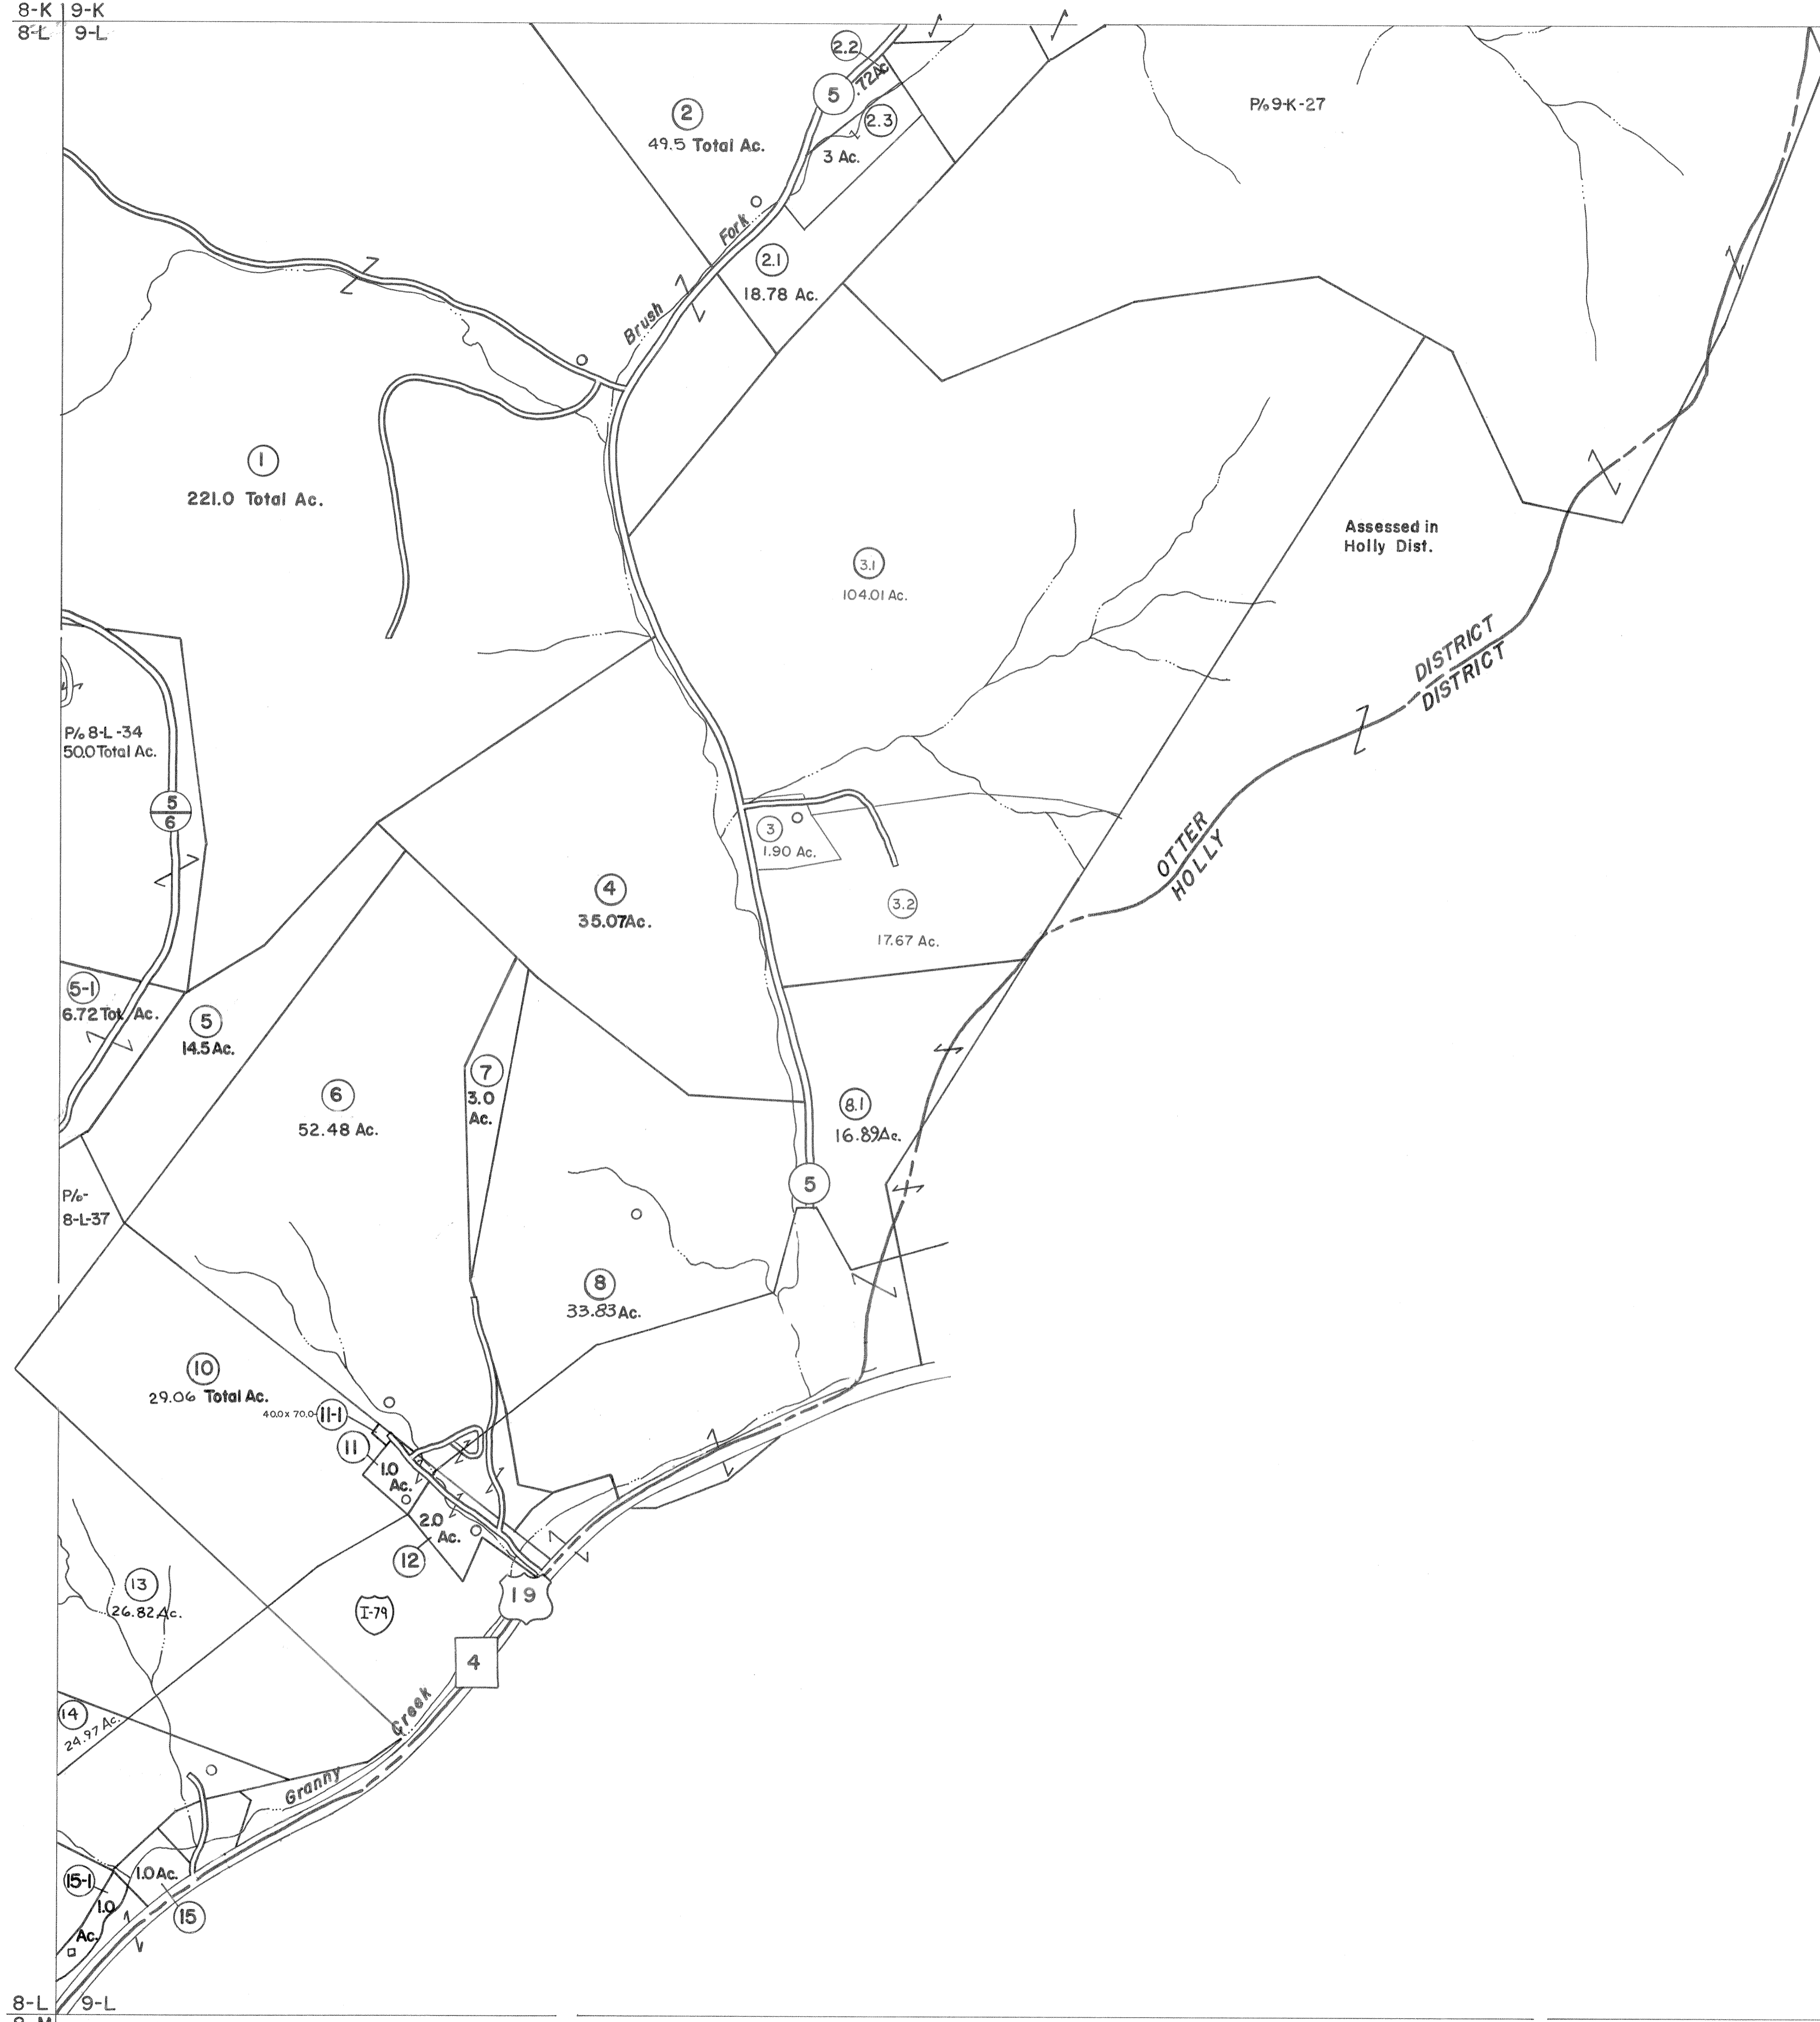 8-K 9-K
8-L 9-L
2.2
5
.72Ac
2
49.5 Total Ac.
2.3
3 Ac.
P/o 9-K-27
Brush Fork
2.1
18.78 Ac.
1
221.0 Total Ac.
Assessed in
Holly Dist.
3.1
104.01 Ac.
DISTRICT
DISTRICT
P/o 8-L-34
50.0 Total Ac.
5
6
3
1.90 Ac.
OTTER
HOLLY
4
35.07Ac.
3.2
17.67 Ac.
5-1
6.72 Tot. Ac.
5
14.5 Ac.
7
3.0
Ac.
6
52.48 Ac.
8.1
16.89Ac.
5
P/o-
8-L-37
8
33.83 Ac.
10
29.06 Total Ac.
40.0 x 70.0
11-1
11
1.0
Ac.
2.0
Ac.
12
13
26.82 Ac.
I-79
19
4
14
24.97 Ac.
Granny Creek
15-1
1.0
Ac.
1.0 Ac.
15
8-L 9-L
8-M